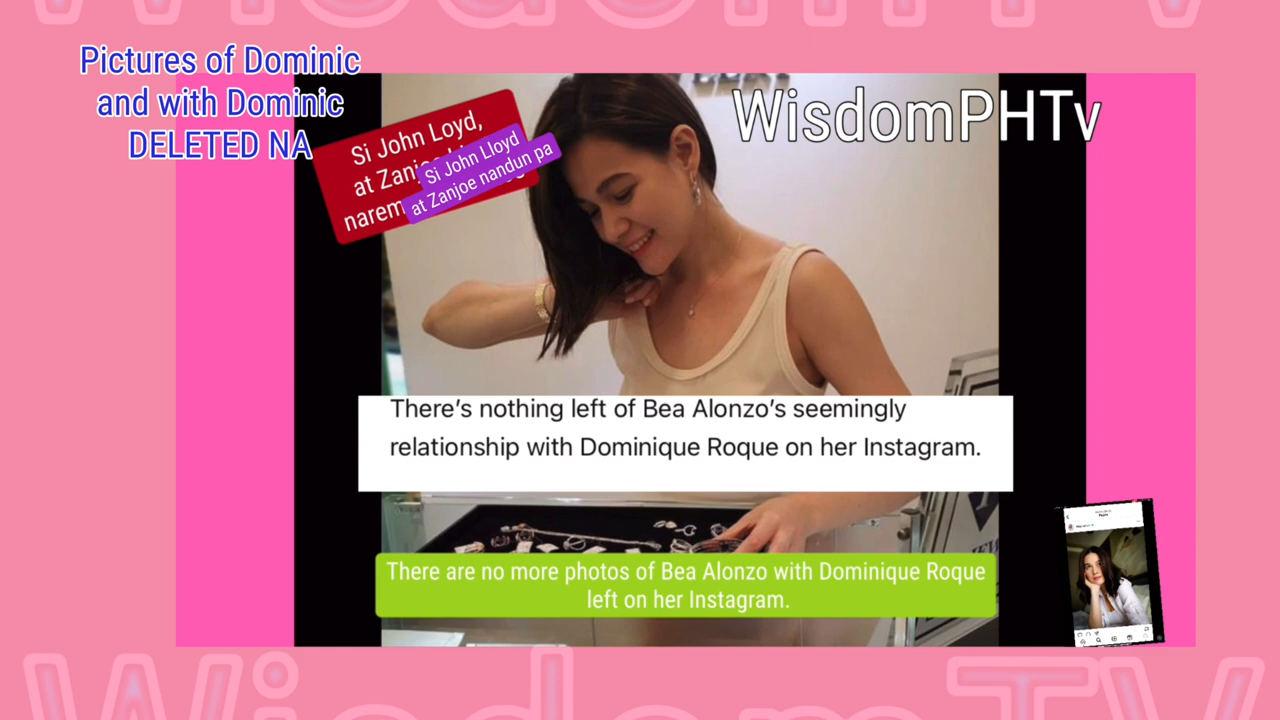 WisdomPHTv
Pictures of Dominic
and with Dominic
DELETED NA
WisdomPHTv
Si John Loyd,
at
Si John Lloyd
at Zanjoe nandun pa
There's nothing left of Bea Alonzo's seemingly
relationship with Dominique Roque on her Instagram.
There are no more photos of Bea Alonzo with Dominique Roque
left on her Instagram.
WisdomTV